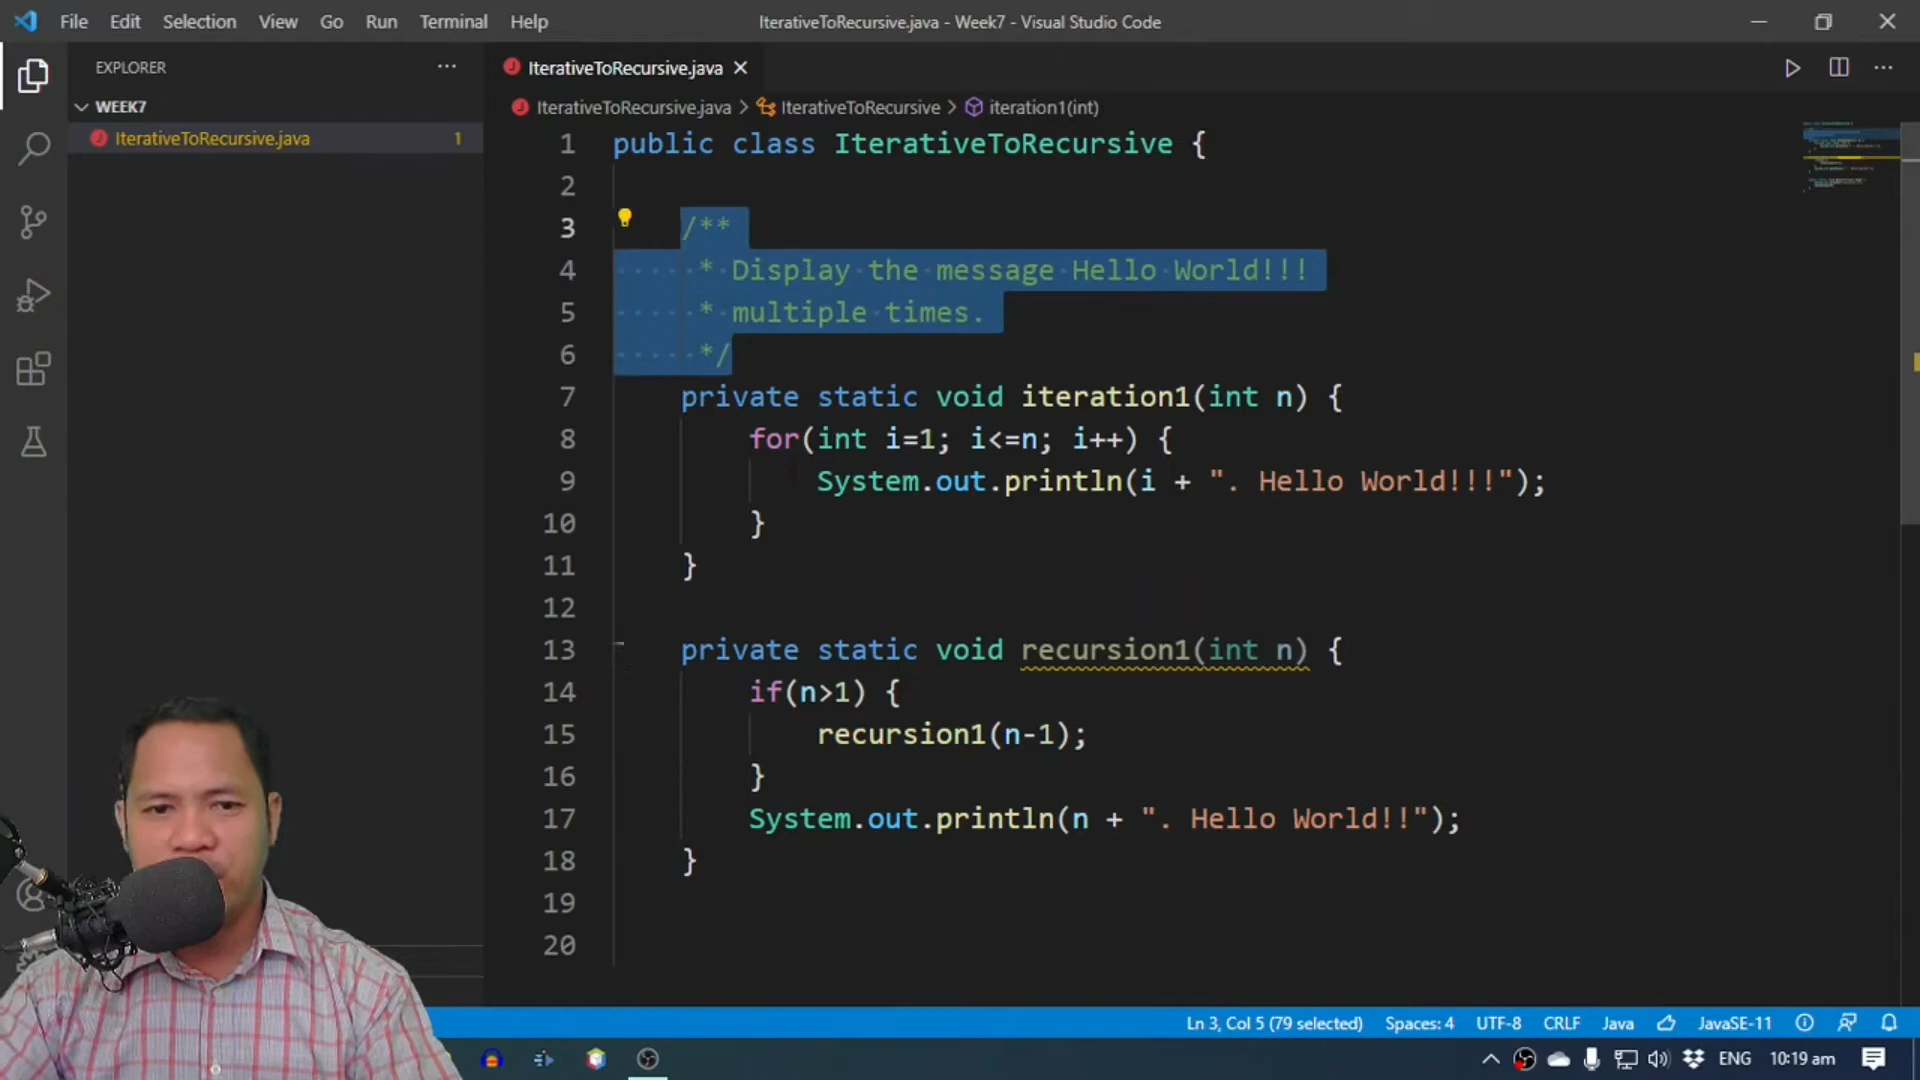 File Edit Selection View Go Run Terminal Help
IterativeToRecursive.java - Week7 - Visual Studio Code
EXPLORER
WEEK7
IterativeToRecursive.java 1
IterativeToRecursive.java
IterativeToRecursive.java > IterativeToRecursive > iteration1(int)
1 public class IterativeToRecursive {
2
3 /**
4 * Display the message Hello World!!!
5 * multiple times.
6 */
7 private static void iteration1(int n) {
8 for(int i=1; i<=n; i++) {
9 System.out.println(i + ". Hello World!!!");
10 }
11 }
12
13 private static void recursion1(int n) {
14 if(n>1) {
15 recursion1(n-1);
16 }
17 System.out.println(n + ". Hello World!!");
18 }
19
20
Ln 3, Col 5 (79 selected) Spaces: 4 UTF-8 CRLF Java JavaSE-11
ENG 10:19 am